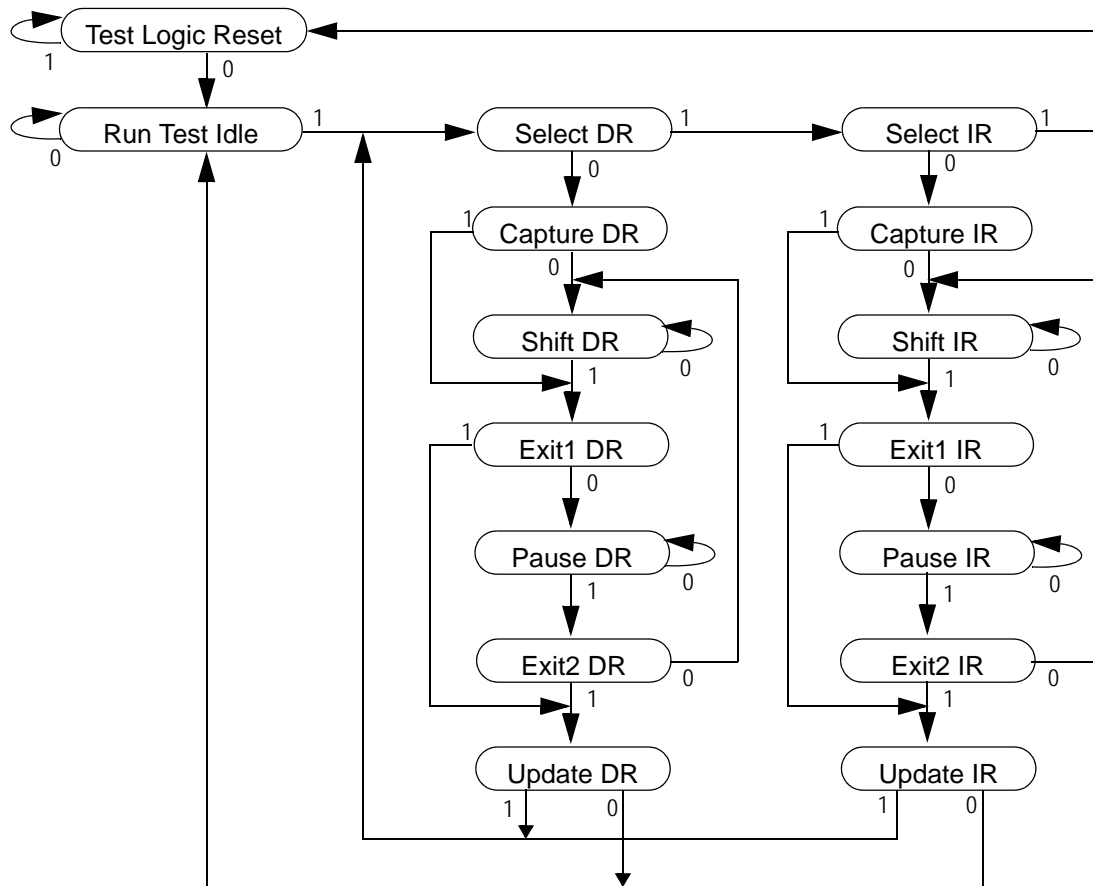 Test Logic Reset
1
0
Run Test Idle
1
Select DR
1
Select IR
1
0
0
0
1
Capture DR
1
Capture IR
0
0
Shift DR
Shift IR
0
0
1
1
1
Exit1 DR
1
Exit1 IR
0
0
Pause DR
Pause IR
0
0
1
1
Exit2 DR
Exit2 IR
0
0
1
1
Update DR
Update IR
1
0
1
0